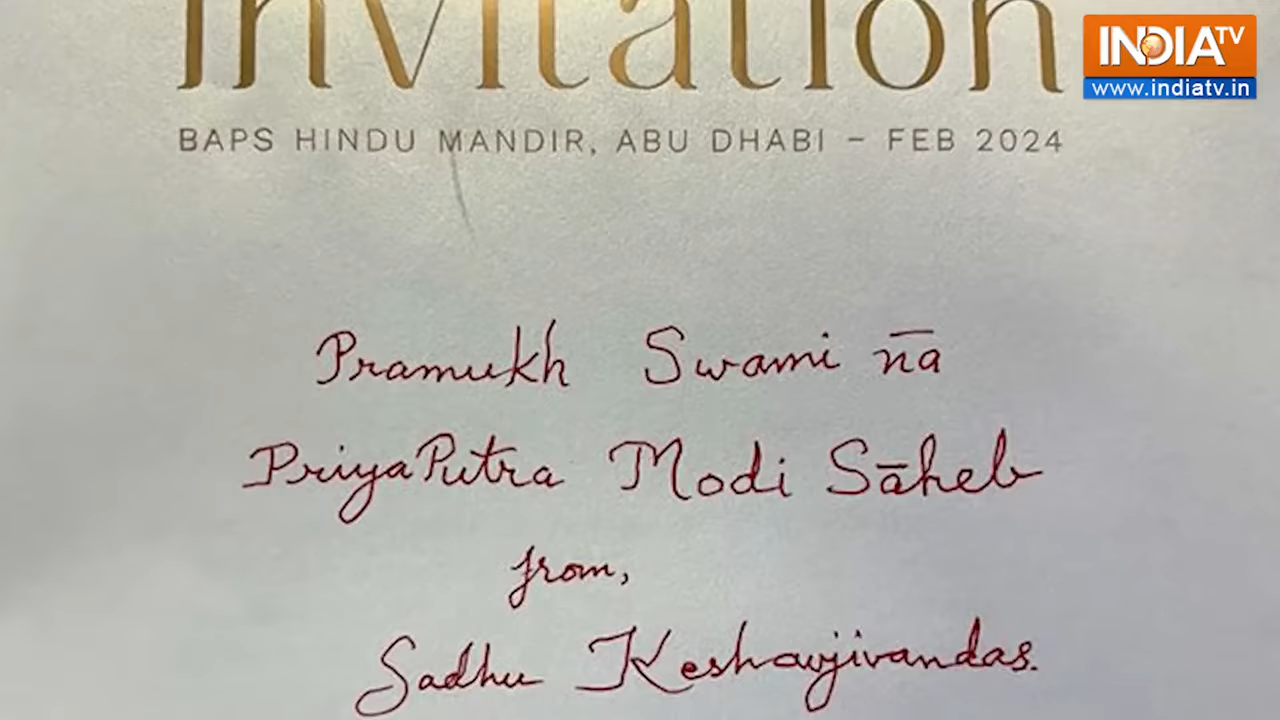 Invitation
INDIA TV
www.indiatv.in
BAPS HINDU MANDIR, ABU DHABI – FEB 2024
Pramukh Swami nā
PriyaPutra Modi Sāheb
from,
Sadhu Keshavjivandas.